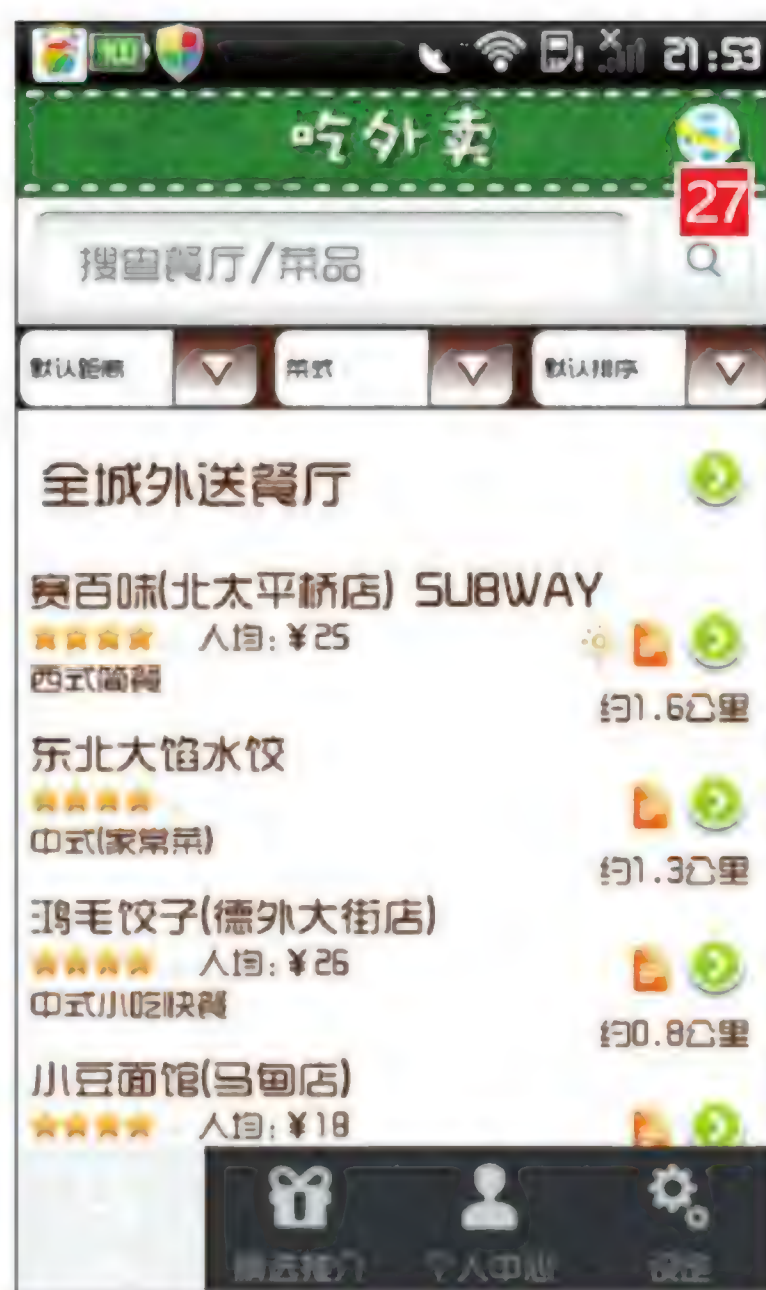 100 21:53
吃外卖
27
搜查餐厅/菜品
默认距离 菜式 默认排序
全城外送餐厅
赛百味(北太平桥店) SUBWAY
人均:¥25
西式简餐
约1.6公里
东北大馅水饺
中式(家常菜)
约1.3公里
鸿毛饺子(德外大街店)
人均:¥26
中式小吃快餐
约0.8公里
小豆面馆(马甸店)
人均:¥18
个人中心